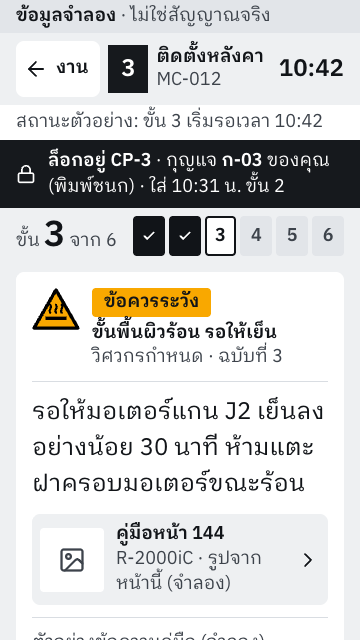 ข้อมูลจำลอง · ไม่ใช่สัญญาณจริง
งาน
3
ติดตั้งหลังคา
MC-012
10:42
สถานะตัวอย่าง: ขั้น 3 เริ่มรอเวลา 10:42
ล็อกอยู่ CP-3 · กุญแจ ก-03 ของคุณ
(พิมพ์ชนก) · ใส่ 10:31 น. ขั้น 2
ขั้น 3 จาก 6
3 4 5 6
ข้อควรระวัง
ขั้นพื้นผิวร้อน รอให้เย็น
วิศวกรกำหนด · ฉบับที่ 3
รอให้มอเตอร์แกน J2 เย็นลง
อย่างน้อย 30 นาที ห้ามแตะ
ฝาครอบมอเตอร์ขณะร้อน
คู่มือหน้า 144
R-2000iC · รูปจาก
หน้านี้ (จำลอง)